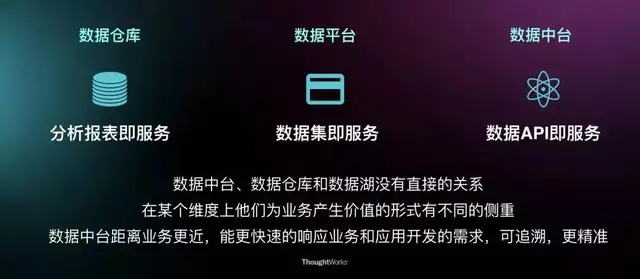 数据仓库 数据平台 数据中台
分析报表即服务 数据集即服务 数据API即服务
数据中台、数据仓库和数据湖没有直接的关系
在某个维度上他们为业务产生价值的形式有不同的侧重
数据中台距离业务更近，能更快速的响应业务和应用开发的需求，可追溯，更精准
ThoughtWorks